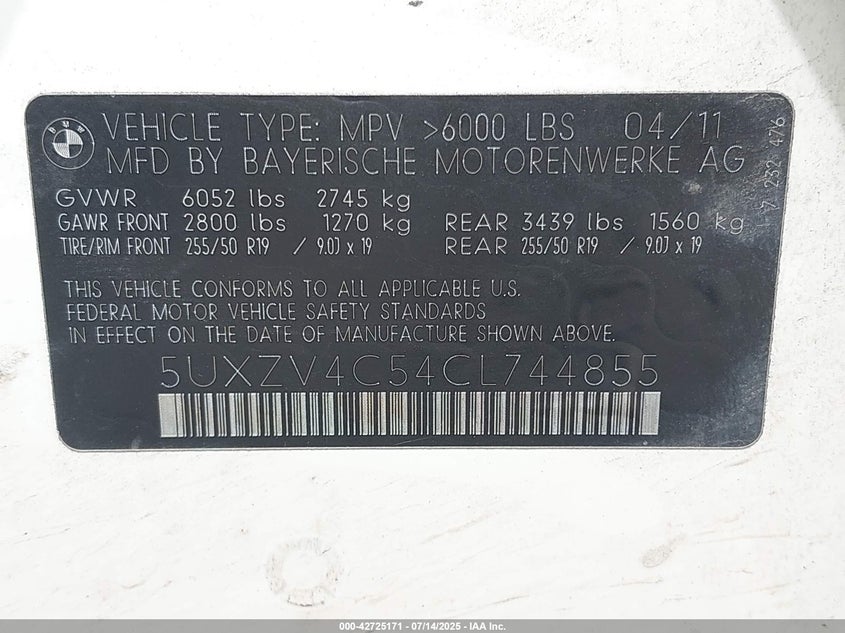 BMW
VEHICLE TYPE: MPV >6000 LBS 04/11
MFD BY BAYERISCHE MOTORENWERKE AG
GVWR 6052 lbs 2745 kg
GAWR FRONT 2800 lbs 1270 kg REAR 3439 lbs 1560 kg
TIRE/RIM FRONT 255/50 R19 / 9.0J x 19 REAR 255/50 R19 / 9.0J x 19
THIS VEHICLE CONFORMS TO ALL APPLICABLE U.S.
FEDERAL MOTOR VEHICLE SAFETY STANDARDS
IN EFFECT ON THE DATE OF MANUFACTURE SHOWN ABOVE.
5UXZV4C54CL744855
7 232 476
000-42725171 - 07/14/2025 - IAA Inc.